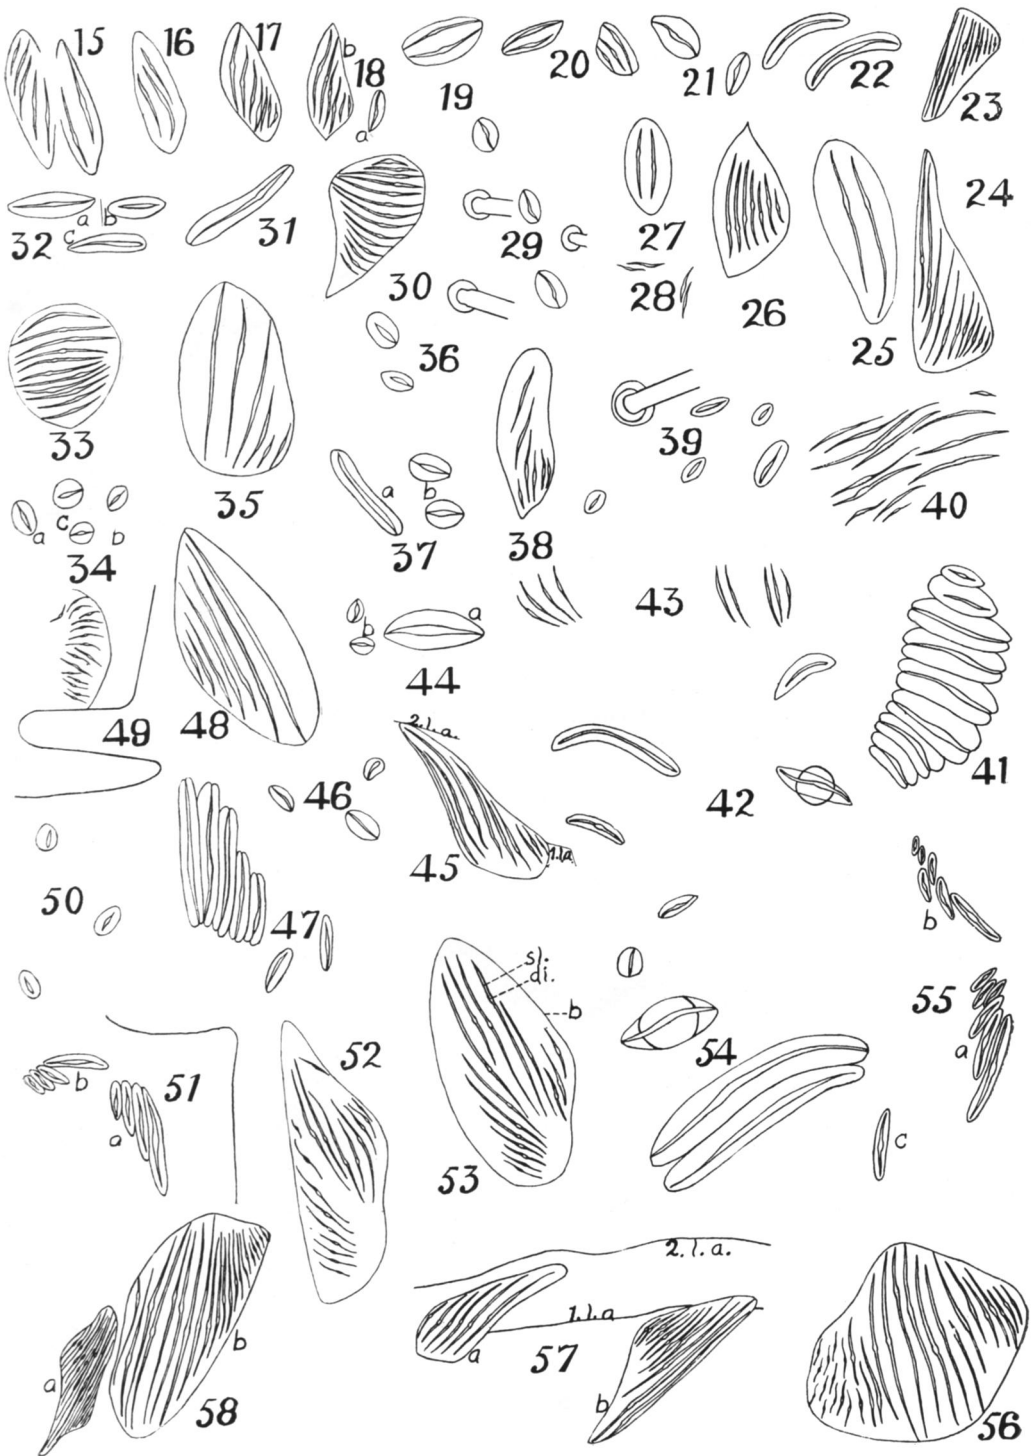 15 16 17 b 18 a 19 20 21 22 23
24
32 a b c 31 30 29 27 28 26 25
36
33 35 a b 37 38 39 40
a c b 34
43
49 48 b a 44
2.l.a. 42 41
46 45 1.l.a
50 47 b
sl.
di.
b
55 a
b 51 a 52 53 54 c
2.l.a.
1.l.a
a b 58 a 57 b 56